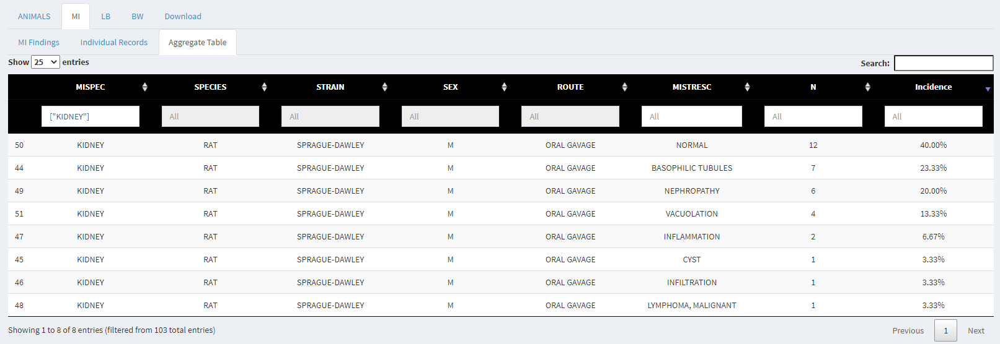 ANIMALS MI LB BW Download
MI Findings Individual Records Aggregate Table
Show 25 entries Search:
MISPEC SPECIES STRAIN SEX ROUTE MISTRESC N Incidence
["KIDNEY"] All All All All All All All
50 KIDNEY RAT SPRAGUE-DAWLEY M ORAL GAVAGE NORMAL 12 40.00%
44 KIDNEY RAT SPRAGUE-DAWLEY M ORAL GAVAGE BASOPHILIC TUBULES 7 23.33%
49 KIDNEY RAT SPRAGUE-DAWLEY M ORAL GAVAGE NEPHROPATHY 6 20.00%
51 KIDNEY RAT SPRAGUE-DAWLEY M ORAL GAVAGE VACUOLATION 4 13.33%
47 KIDNEY RAT SPRAGUE-DAWLEY M ORAL GAVAGE INFLAMMATION 2 6.67%
45 KIDNEY RAT SPRAGUE-DAWLEY M ORAL GAVAGE CYST 1 3.33%
46 KIDNEY RAT SPRAGUE-DAWLEY M ORAL GAVAGE INFILTRATION 1 3.33%
48 KIDNEY RAT SPRAGUE-DAWLEY M ORAL GAVAGE LYMPHOMA, MALIGNANT 1 3.33%
Showing 1 to 8 of 8 entries (filtered from 103 total entries) Previous 1 Next